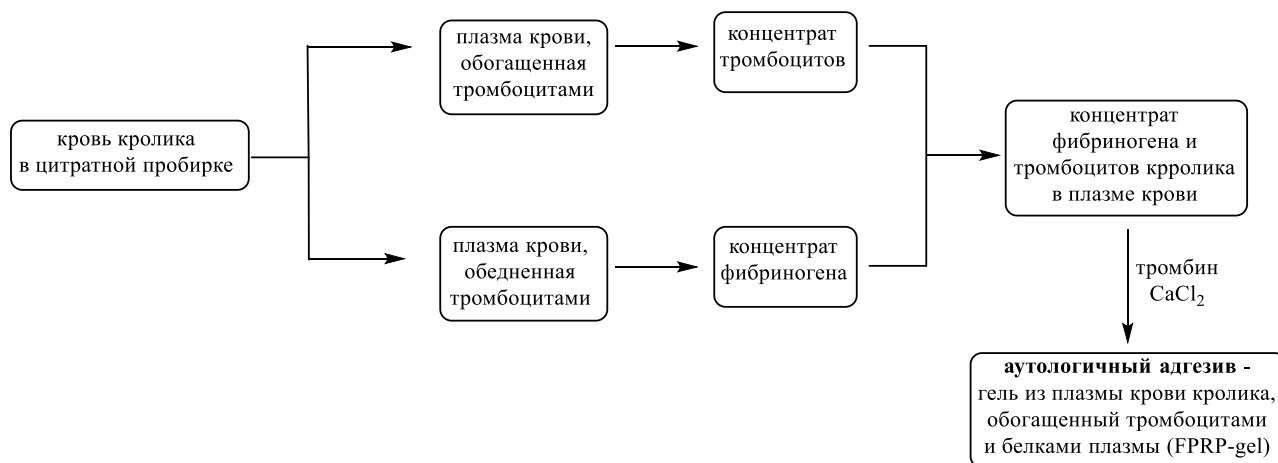 кровь кролика
в цитратной пробирке
плазма крови,
обогащенная
тромбоцитами
концентрат
тромбоцитов
плазма крови,
обедненная
тромбоцитами
концентрат
фибриногена
концентрат
фибриногена и
тромбоцитов крролика
в плазме крови
тромбин
CaCl₂
аутологичный адгезив -
гель из плазмы крови кролика,
обогащенный тромбоцитами
и белками плазмы (FPRP-gel)